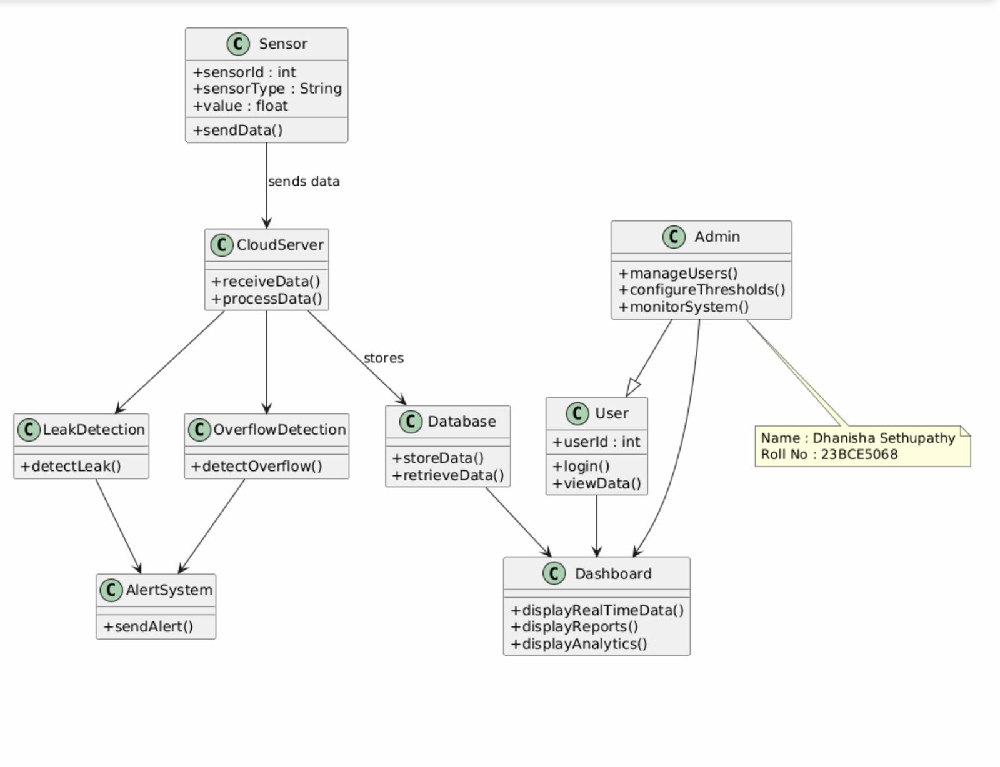 C Sensor
+sensorId : int
+sensorType : String
+value : float
+sendData()
sends data
C CloudServer
+receiveData()
+processData()
C Admin
+manageUsers()
+configureThresholds()
+monitorSystem()
stores
C LeakDetection
+detectLeak()
C OverflowDetection
+detectOverflow()
C Database
+storeData()
+retrieveData()
C User
+userId : int
+login()
+viewData()
Name : Dhanisha Sethupathy
Roll No : 23BCE5068
C AlertSystem
+sendAlert()
C Dashboard
+displayRealTimeData()
+displayReports()
+displayAnalytics()